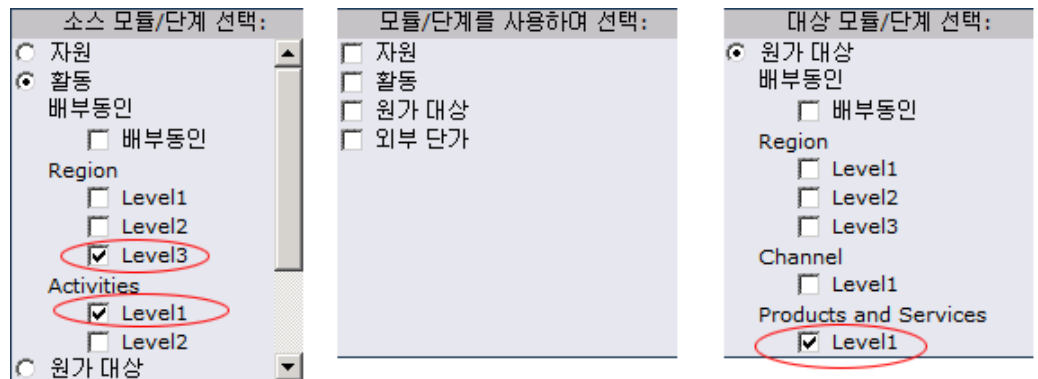 소스 모듈/단계 선택:
자원
활동
배부동인
배부동인
Region
Level1
Level2
Level3
Activities
Level1
Level2
원가 대상
모듈/단계를 사용하여 선택:
자원
활동
원가 대상
외부 단가
대상 모듈/단계 선택:
원가 대상
배부동인
배부동인
Region
Level1
Level2
Level3
Channel
Level1
Products and Services
Level1